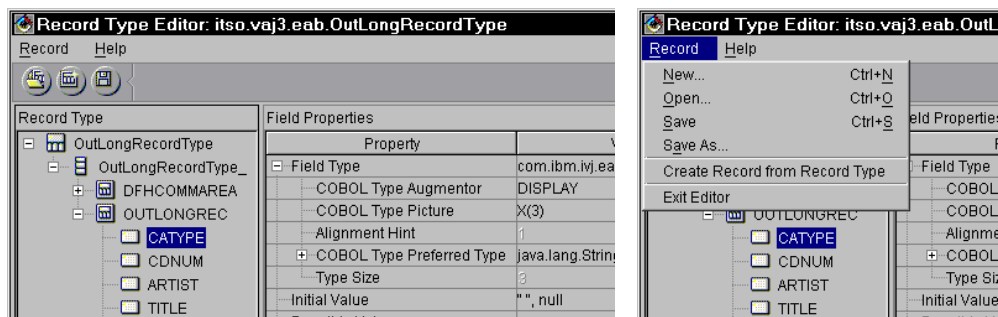 Record Type Editor: itso.vaj3.eab.OutLongRecordType
Record Help
Record Type
Field Properties
OutLongRecordType
OutLongRecordType_
DFHCOMMAREA
OUTLONGREC
CATYPE
CDNUM
ARTIST
TITLE
Property
Field Type com.ibm.ivj.ea
COBOL Type Augmentor DISPLAY
COBOL Type Picture X(3)
Alignment Hint 1
COBOL Type Preferred Type java.lang.String
Type Size 3
Initial Value " ", null
Record Type Editor: itso.vaj3.eab.OutL
Record Help
New... Ctrl+N
Open... Ctrl+O
Save Ctrl+S
Save As...
Create Record from Record Type
Exit Editor
eld Properties
Field Type
COBOL
COBOL
Alignme
COBOL
Type Siz
Initial Value
OUTLONGREC
CATYPE
CDNUM
ARTIST
TITLE